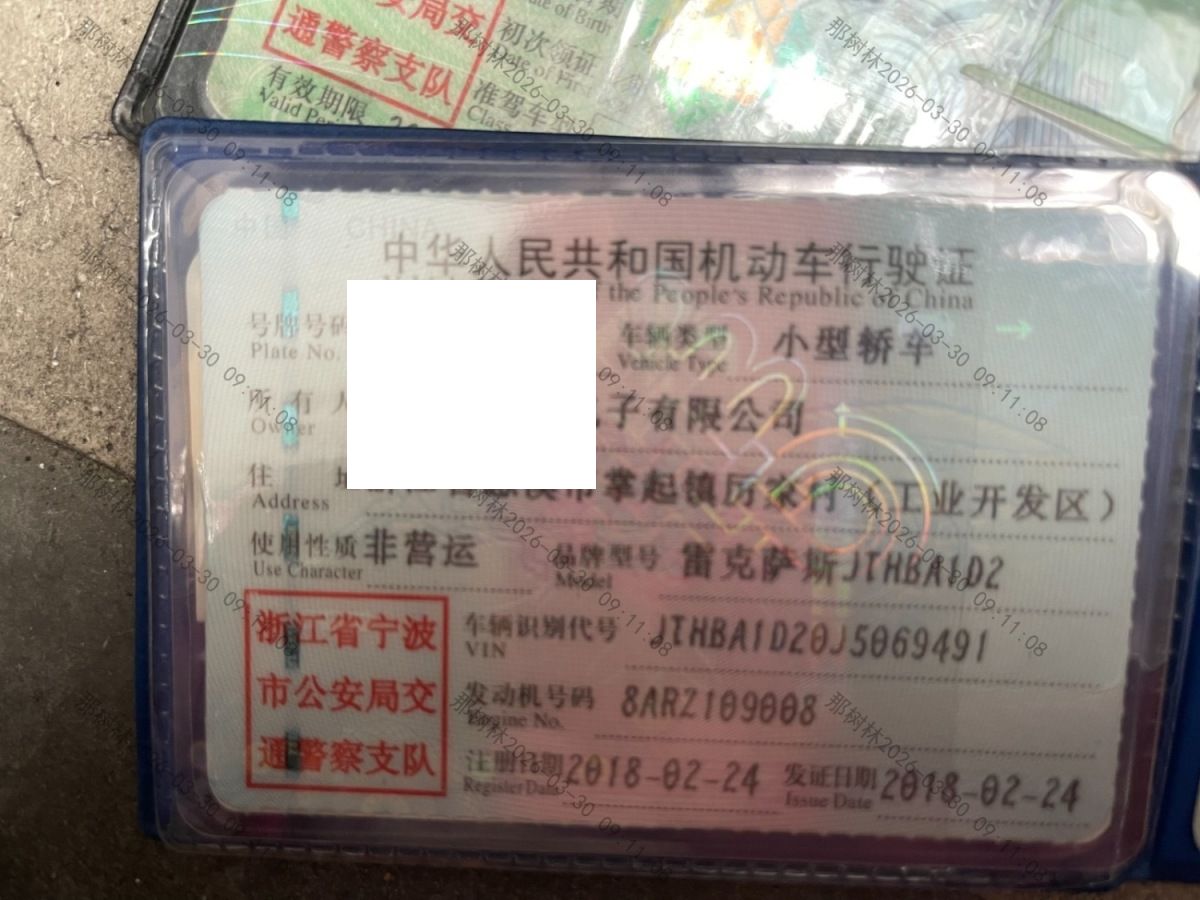 安局交
通警察支队
有效期限
初次领证
准驾车
Class
中华人民共和国机动车行驶证
the People's Republic of China
号牌号码
Plate No.
车辆类型 小型轿车
Vehicle Type
所有人 子有限公司
Owner
住 掌起镇历家村（工业开发区）
Address
使用性质 非营运 品牌型号 雷克萨斯JTHBA1D2
Use Character Model
浙江省宁波
市公安局交
通警察支队
车辆识别代号 JTHBA1D20J5069491
VIN
发动机号码 8ARZ109008
Engine No.
注册日期 2018-02-24 发证日期 2018-02-24
Register Date Issue Date
那树林2026-03-30 09:11:08